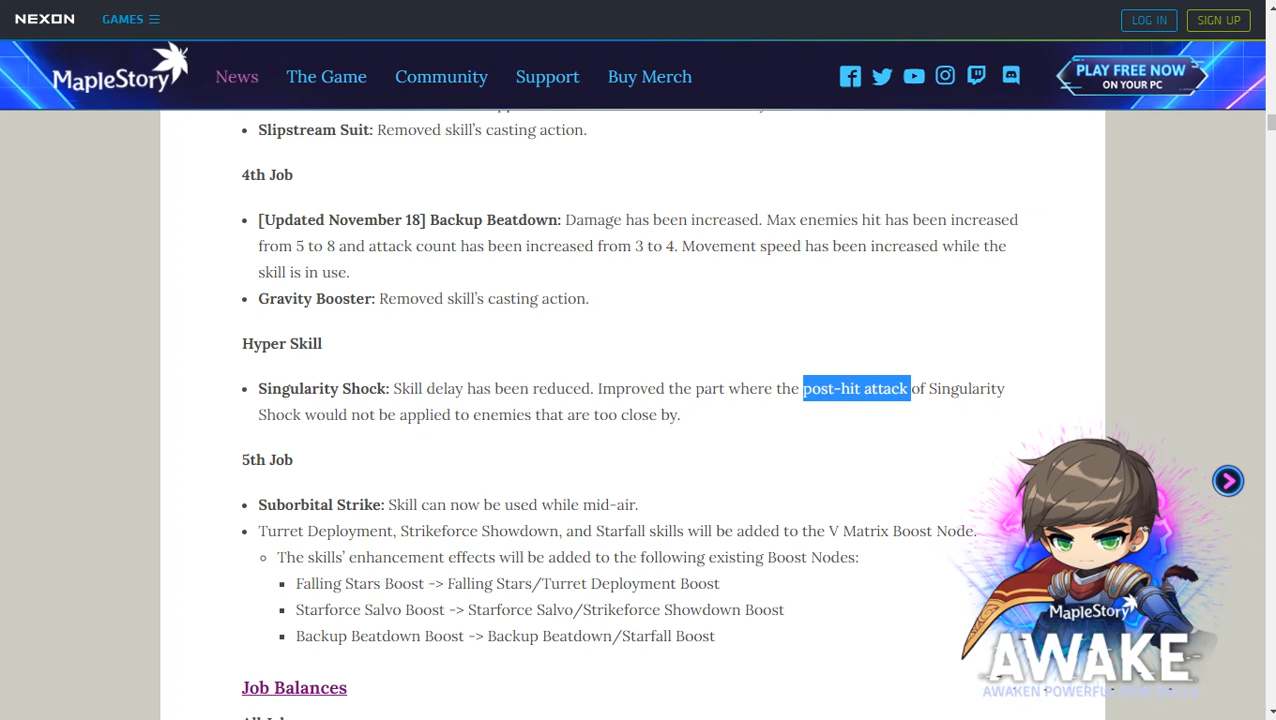 NEXON
GAMES
LOG IN
SIGN UP
MapleStory
News
The Game
Community
Support
Buy Merch
PLAY FREE NOW
ON YOUR PC
• Slipstream Suit: Removed skill's casting action.
4th Job
• [Updated November 18] Backup Beatdown: Damage has been increased. Max enemies hit has been increased
from 5 to 8 and attack count has been increased from 3 to 4. Movement speed has been increased while the
skill is in use.
• Gravity Booster: Removed skill's casting action.
Hyper Skill
• Singularity Shock: Skill delay has been reduced. Improved the part where the post-hit attack of Singularity
Shock would not be applied to enemies that are too close by.
5th Job
• Suborbital Strike: Skill can now be used while mid-air.
• Turret Deployment, Strikeforce Showdown, and Starfall skills will be added to the V Matrix Boost Node.
◦ The skills' enhancement effects will be added to the following existing Boost Nodes:
▪ Falling Stars Boost -> Falling Stars/Turret Deployment Boost
▪ Starforce Salvo Boost -> Starforce Salvo/Strikeforce Showdown Boost
▪ Backup Beatdown Boost -> Backup Beatdown/Starfall Boost
Job Balances
MapleStory
AWAKE
AWAKEN POWERFUL